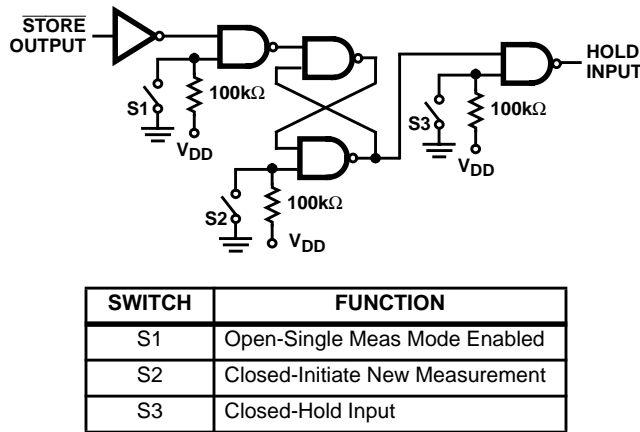 STORE
OUTPUT
HOLD
INPUT
S1
100kΩ
VDD
S3
100kΩ
VDD
S2
100kΩ
VDD
SWITCH FUNCTION
S1 Open-Single Meas Mode Enabled
S2 Closed-Initiate New Measurement
S3 Closed-Hold Input